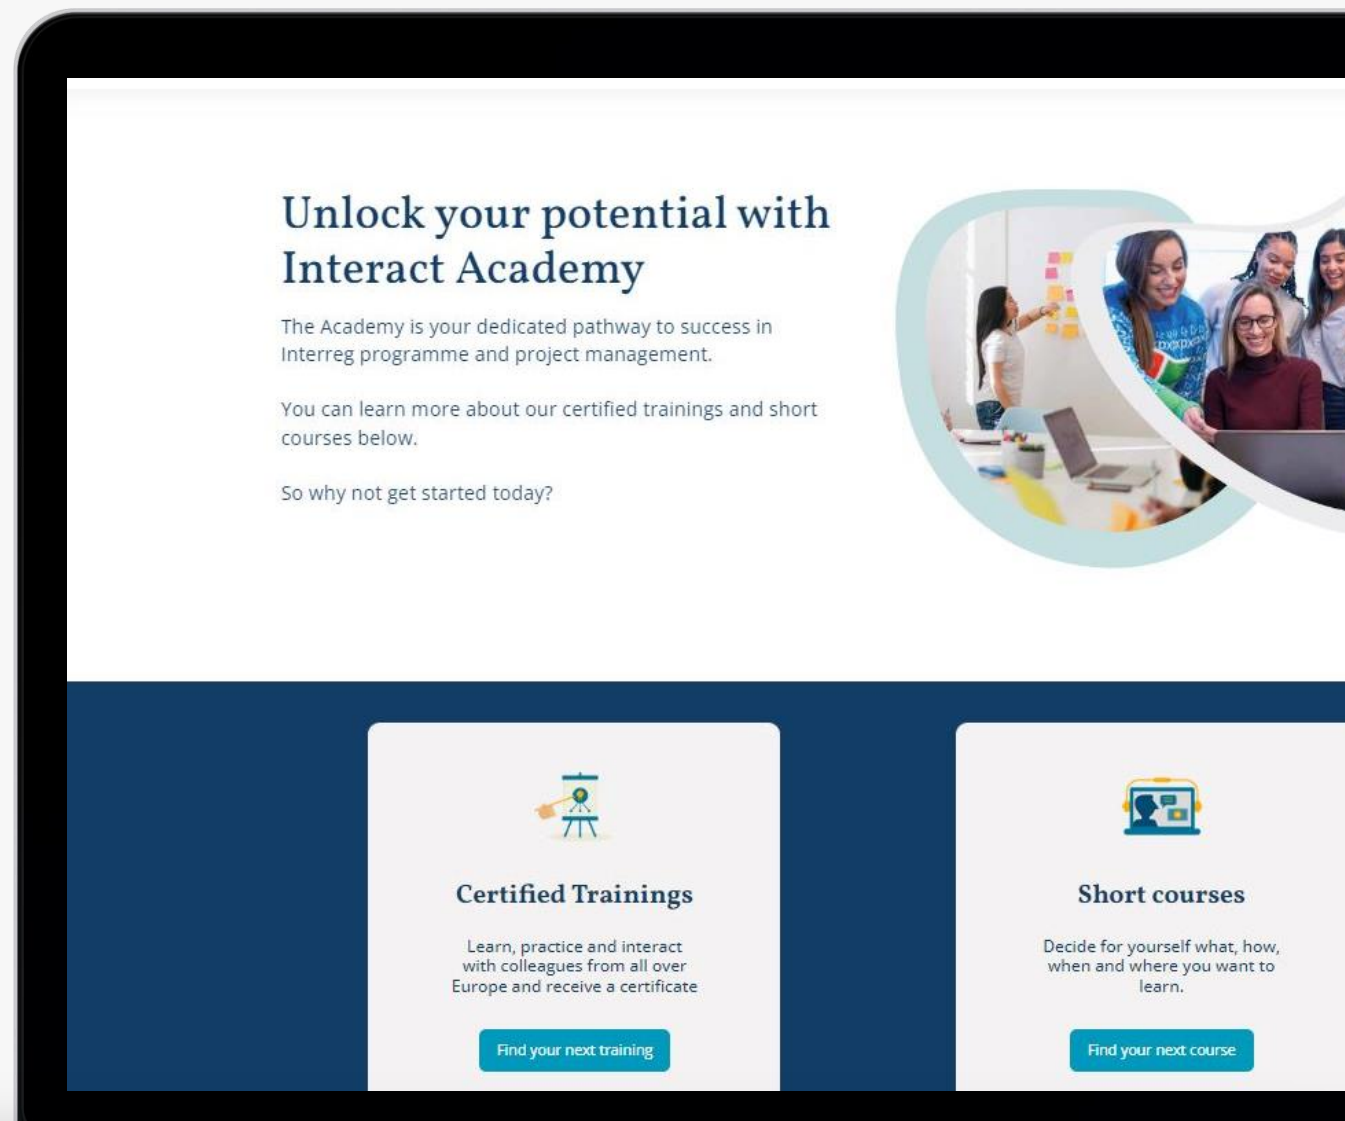 Unlock your potential with
Interact Academy
The Academy is your dedicated pathway to success in
Interreg programme and project management.
You can learn more about our certified trainings and short
courses below.
So why not get started today?
Certified Trainings
Learn, practice and interact
with colleagues from all over
Europe and receive a certificate
Find your next training
Short courses
Decide for yourself what, how,
when and where you want to
learn.
Find your next course